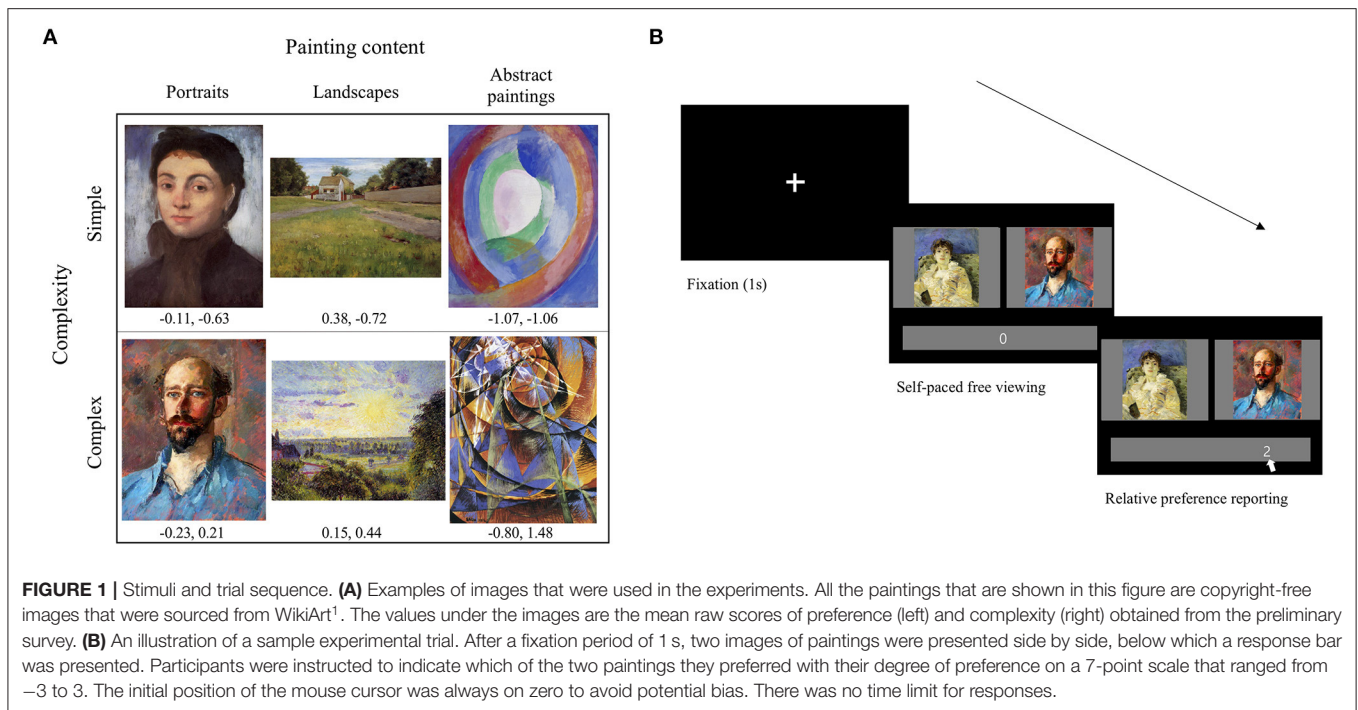 A
Painting content
Portraits
Landscapes
Abstract
paintings
Complexity
Simple
-0.11, -0.63
0.38, -0.72
-1.07, -1.06
Complex
-0.23, 0.21
0.15, 0.44
-0.80, 1.48
B
+
Fixation (1s)
0
Self-paced free viewing
2
Relative preference reporting
FIGURE 1 | Stimuli and trial sequence. (A) Examples of images that were used in the experiments. All the paintings that are shown in this figure are copyright-free
images that were sourced from WikiArt¹. The values under the images are the mean raw scores of preference (left) and complexity (right) obtained from the preliminary
survey. (B) An illustration of a sample experimental trial. After a fixation period of 1 s, two images of paintings were presented side by side, below which a response bar
was presented. Participants were instructed to indicate which of the two paintings they preferred with their degree of preference on a 7-point scale that ranged from
−3 to 3. The initial position of the mouse cursor was always on zero to avoid potential bias. There was no time limit for responses.